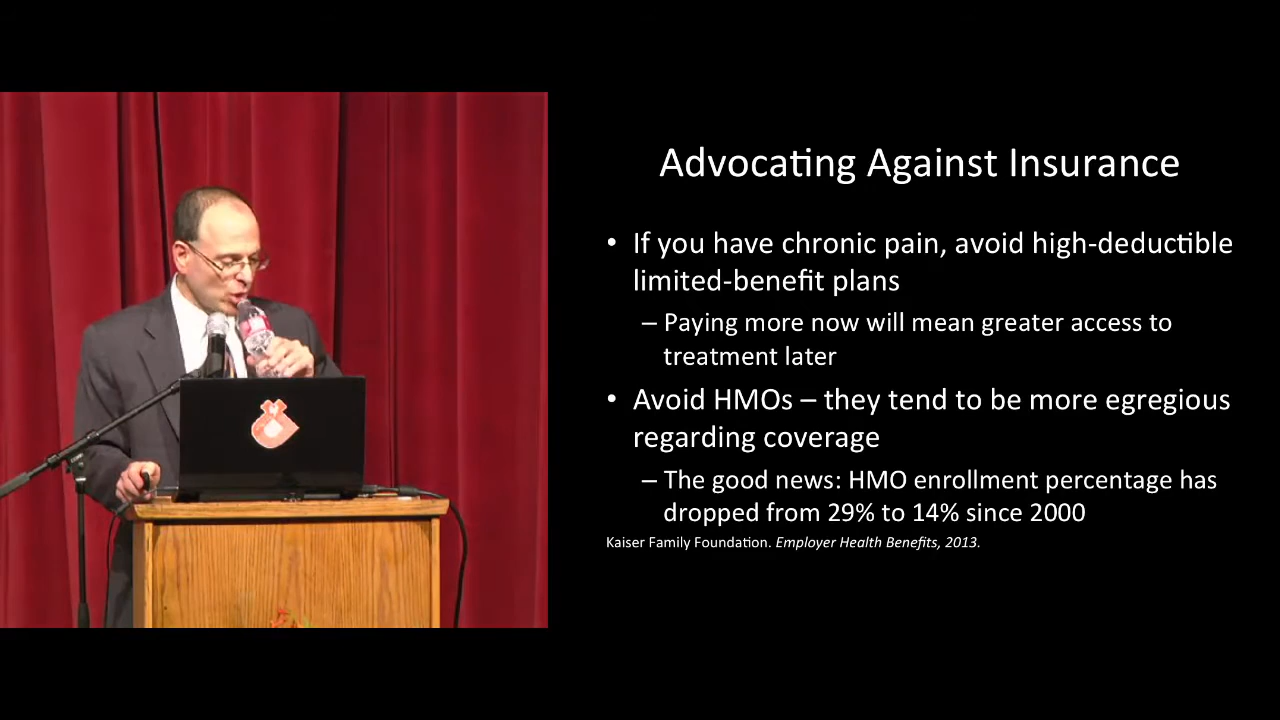 Advocating Against Insurance
• If you have chronic pain, avoid high-deductible
limited-benefit plans
– Paying more now will mean greater access to
treatment later
• Avoid HMOs – they tend to be more egregious
regarding coverage
– The good news: HMO enrollment percentage has
dropped from 29% to 14% since 2000
Kaiser Family Foundation. Employer Health Benefits, 2013.